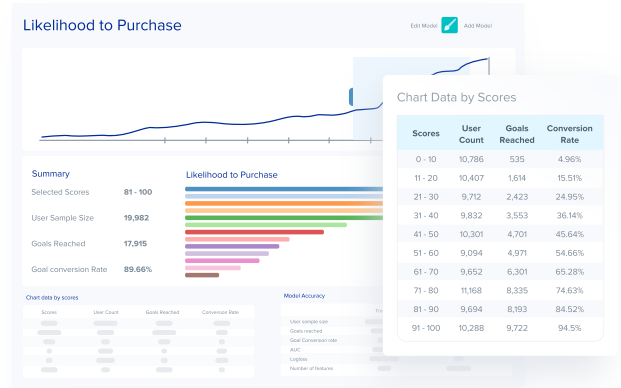 Likelihood to Purchase
Edit Model Add Model
Chart Data by Scores
Scores User Count Goals Reached Conversion Rate
0 - 10 10,786 535 4.96%
11 - 20 10,407 1,614 15.51%
21 - 30 9,712 2,423 24.95%
31 - 40 9,832 3,553 36.14%
41 - 50 10,301 4,701 45.64%
51 - 60 9,094 4,971 54.66%
61 - 70 9,652 6,301 65.28%
71 - 80 11,168 8,335 74.63%
81 - 90 9,694 8,193 84.52%
91 - 100 10,288 9,722 94.5%
Summary
Selected Scores 81 - 100
User Sample Size 19,982
Goals Reached 17,915
Goal conversion Rate 89.66%
Likelihood to Purchase
Chart data by scores
Scores User Count Goals Reached Conversion Rate
Model Accuracy
User sample rate
Goals reached
Goal Conversion rate
AUC
Logloss
Number of features